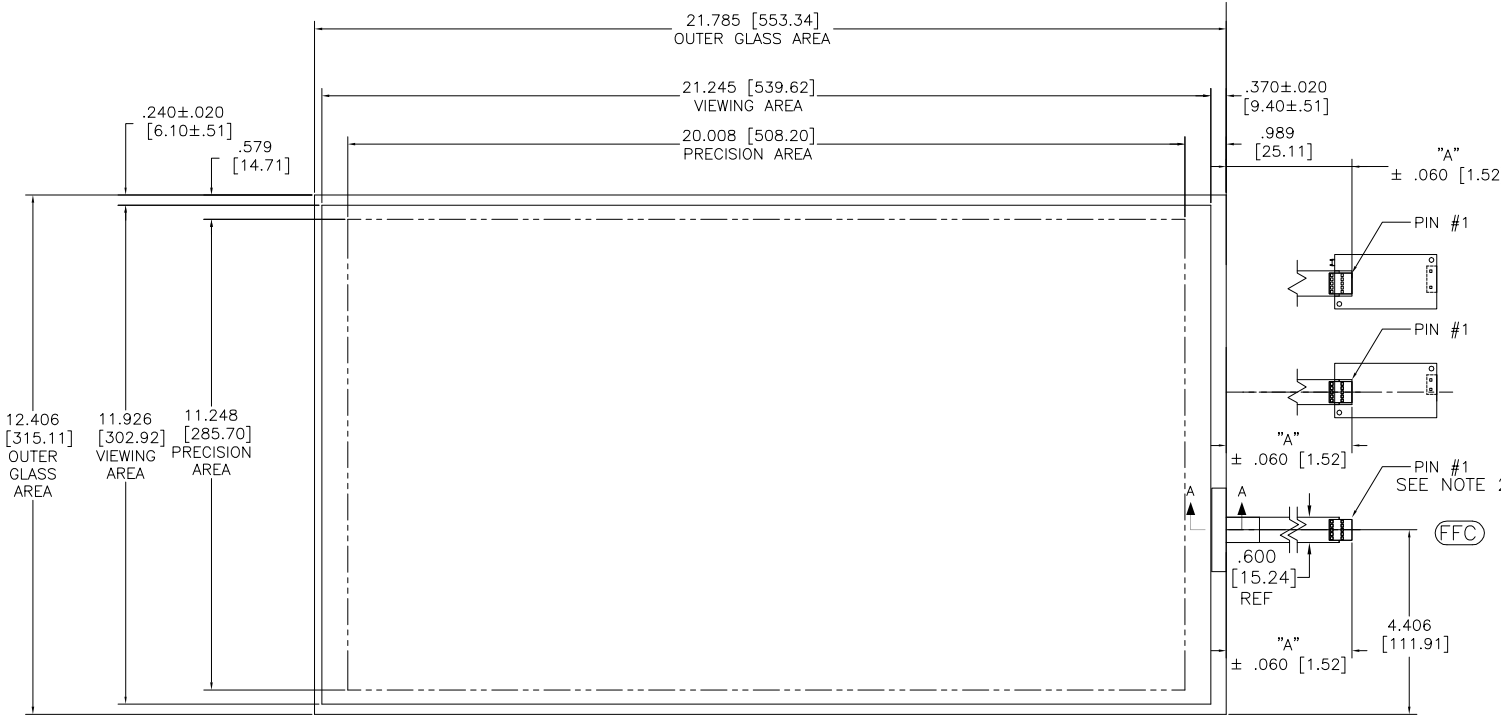 21.785 [553.34]
OUTER GLASS AREA
21.245 [539.62]
VIEWING AREA
.370±.020
[9.40±.51]
.240±.020
[6.10±.51]
20.008 [508.20]
PRECISION AREA
.989
[25.11]
.579
[14.71]
"A"
± .060 [1.52
PIN #1
PIN #1
12.406
[315.11]
OUTER
GLASS
AREA
11.926
[302.92]
VIEWING
AREA
11.248
[285.70]
PRECISION
AREA
"A"
± .060 [1.52]
PIN #1
SEE NOTE 2
A
A
FFC
.600
[15.24]
REF
4.406
[111.91]
"A"
± .060 [1.52]